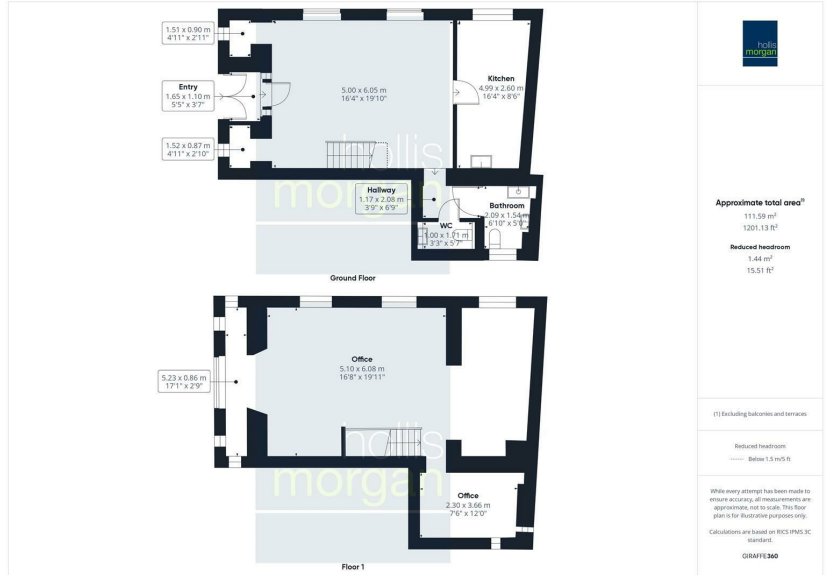 1.51 x 0.90 m
4'11" x 2'11"
Entry
1.65 x 1.10 m
5'5" x 3'7"
1.52 x 0.87 m
4'11" x 2'10"
5.00 x 6.05 m
16'4" x 19'10"
Kitchen
4.99 x 2.60 m
16'4" x 8'6"
hollis
morgan
Hallway
1.17 x 2.08 m
3'9" x 6'9"
WC
1.00 x 1.71 m
3'3" x 5'7"
Bathroom
2.09 x 1.54 m
6'10" x 5'
Ground Floor
Office
5.10 x 6.08 m
16'8" x 19'11"
5.23 x 0.86 m
17'1" x 2'9"
hollis
morgan
Office
2.30 x 3.66 m
7'6" x 12'0"
Floor 1
hollis
morgan
Approximate total area⁽¹⁾
111.59 m²
1201.13 ft²
Reduced headroom
1.44 m²
15.51 ft²
(1) Excluding balconies and terraces
Reduced headroom
Below 1.5 m/5 ft
While every attempt has been made to
ensure accuracy, all measurements are
approximate, not to scale. This floor
plan is for illustrative purposes only.
Calculations are based on RICS IPMS 3C
standard.
GIRAFFE360